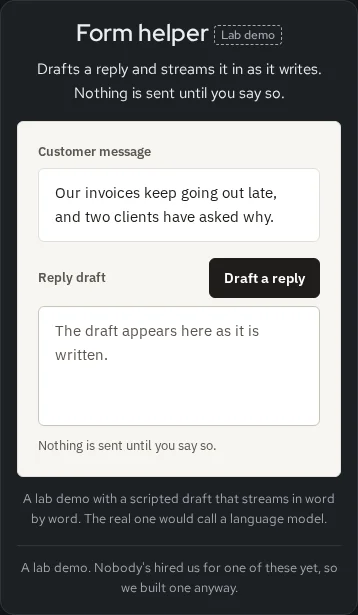 Form helper Lab demo
Drafts a reply and streams it in as it writes.
Nothing is sent until you say so.
Customer message
Our invoices keep going out late,
and two clients have asked why.
Reply draft
Draft a reply
The draft appears here as it is
written.
Nothing is sent until you say so.
A lab demo with a scripted draft that streams in word
by word. The real one would call a language model.
A lab demo. Nobody's hired us for one of these yet, so
we built one anyway.